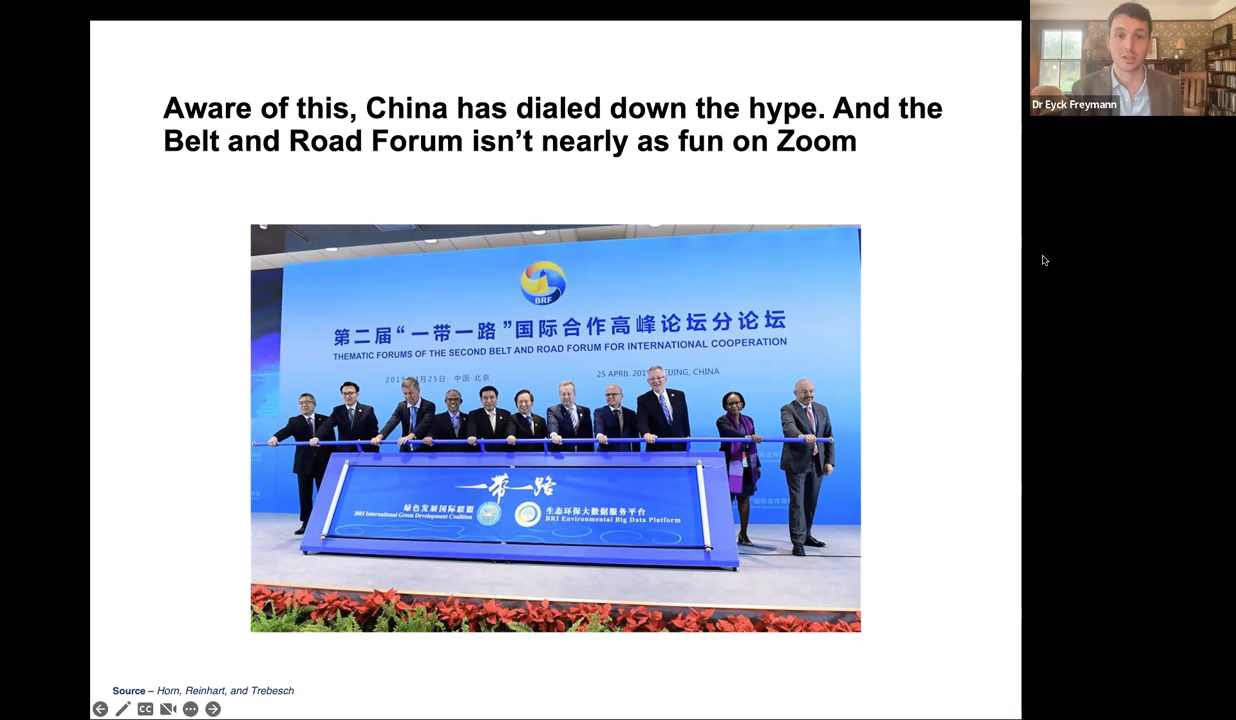 Aware of this, China has dialed down the hype. And the
Belt and Road Forum isn’t nearly as fun on Zoom
Dr Eyck Freymann
BRF
第二届“一带一路”国际合作高峰论坛分论坛
THEMATIC FORUMS OF THE SECOND BELT AND ROAD FORUM FOR INTERNATIONAL COOPERATION
月25日 中国·北京
25 APRIL CHINA
一带一路
绿色发展国际联盟
BRI International Green Development Coalition
生态环保大数据服务平台
BRI Environmental Big Data Platform
Source – Horn, Reinhart, and Trebesch
CC